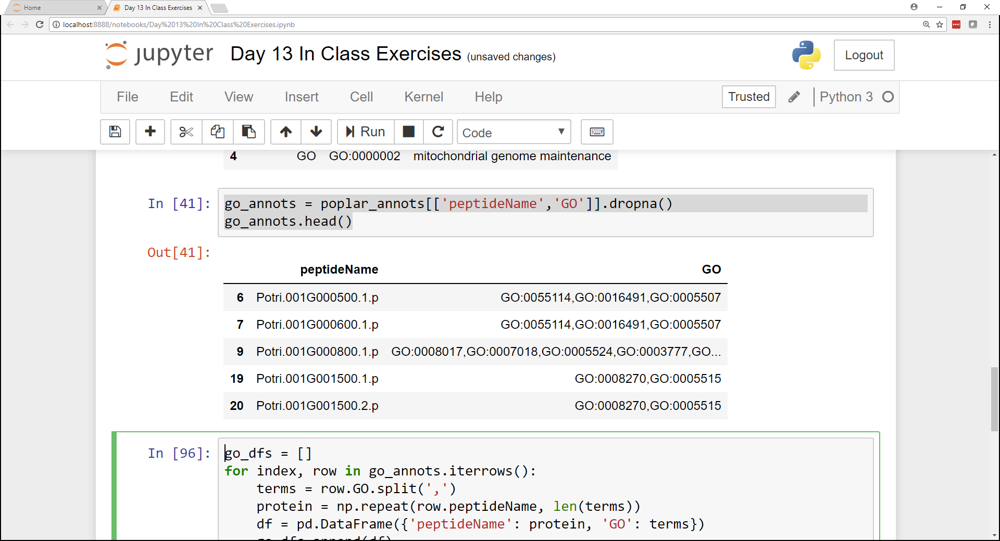 Home
Day 13 In Class Exercises
localhost:8888/notebooks/Day%2013%20In%20Class%20Exercises.ipynb
jupyter Day 13 In Class Exercises (unsaved changes)
Logout
File Edit View Insert Cell Kernel Help
Trusted
Python 3
Run
Code
4 GO GO:0000002 mitochondrial genome maintenance
In [41]: go_annots = poplar_annots[['peptideName','GO']].dropna()
go_annots.head()
Out[41]:
peptideName GO
6 Potri.001G000500.1.p GO:0055114,GO:0016491,GO:0005507
7 Potri.001G000600.1.p GO:0055114,GO:0016491,GO:0005507
9 Potri.001G000800.1.p GO:0008017,GO:0007018,GO:0005524,GO:0003777,GO...
19 Potri.001G001500.1.p GO:0008270,GO:0005515
20 Potri.001G001500.2.p GO:0008270,GO:0005515
In [96]: go_dfs = []
for index, row in go_annots.iterrows():
terms = row.GO.split(',')
protein = np.repeat(row.peptideName, len(terms))
df = pd.DataFrame({'peptideName': protein, 'GO': terms})
go_dfs.append(df)